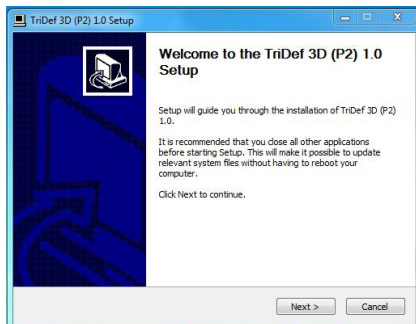 TriDef 3D (P2) 1.0 Setup
Welcome to the TriDef 3D (P2) 1.0
Setup
Setup will guide you through the installation of TriDef 3D (P2)
1.0.
It is recommended that you close all other applications
before starting Setup. This will make it possible to update
relevant system files without having to reboot your
computer.
Click Next to continue.
Next >
Cancel